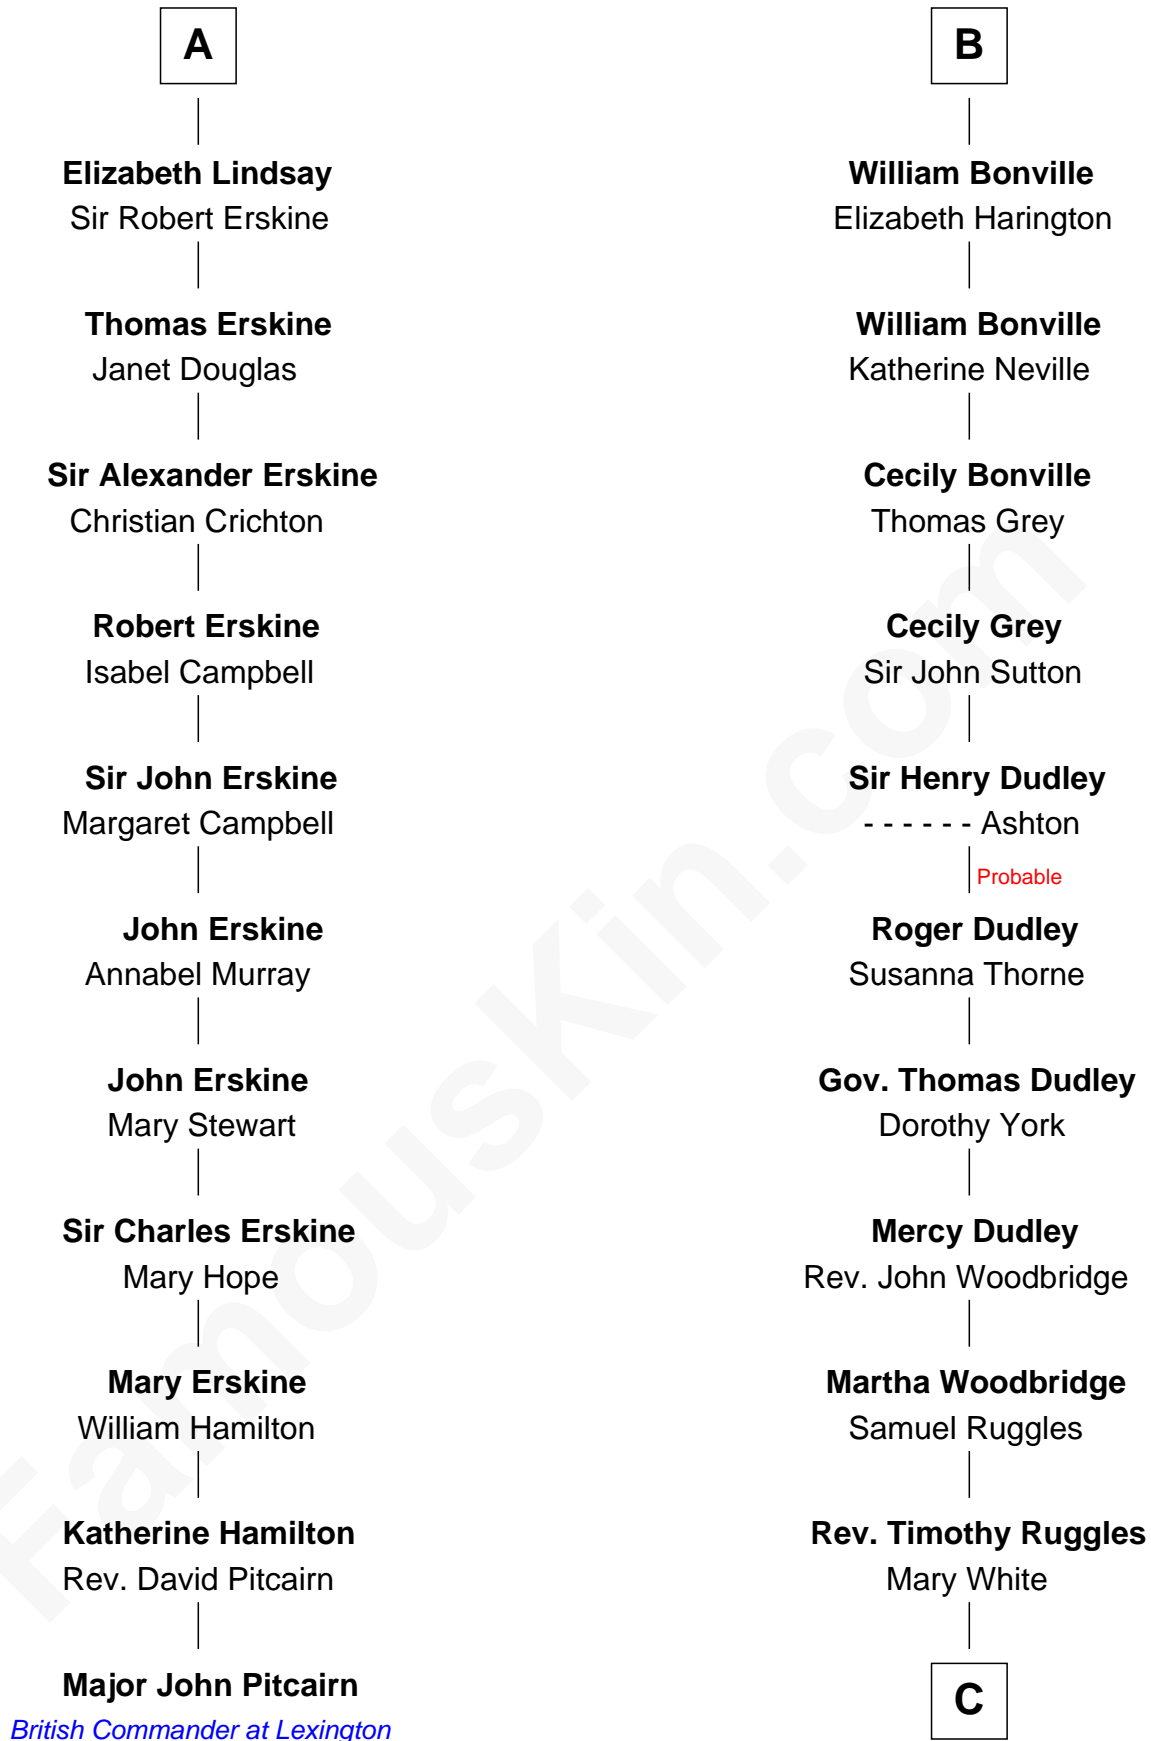 A
Elizabeth Lindsay
Sir Robert Erskine
Thomas Erskine
Janet Douglas
Sir Alexander Erskine
Christian Crichton
Robert Erskine
Isabel Campbell
Sir John Erskine
Margaret Campbell
John Erskine
Annabel Murray
John Erskine
Mary Stewart
Sir Charles Erskine
Mary Hope
Mary Erskine
William Hamilton
Katherine Hamilton
Rev. David Pitcairn
Major John Pitcairn
British Commander at Lexington
B
William Bonville
Elizabeth Harington
William Bonville
Katherine Neville
Cecily Bonville
Thomas Grey
Cecily Grey
Sir John Sutton
Sir Henry Dudley
- - - - - - Ashton
Probable
Roger Dudley
Susanna Thorne
Gov. Thomas Dudley
Dorothy York
Mercy Dudley
Rev. John Woodbridge
Martha Woodbridge
Samuel Ruggles
Rev. Timothy Ruggles
Mary White
C
FamousKin.com